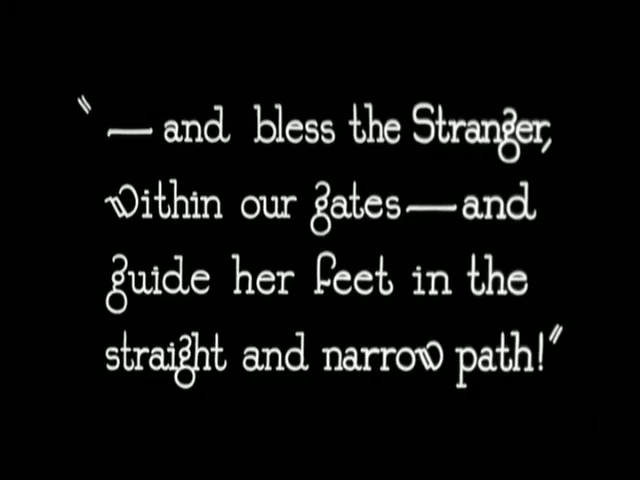 "—and bless the Stranger,
within our gates—and
guide her feet in the
straight and narrow path!"